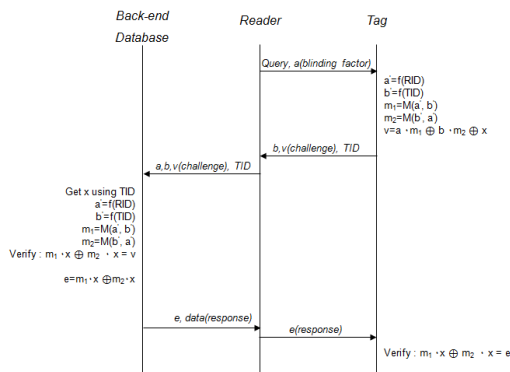 Back-end
Database
Reader
Tag
Query, a(blinding factor)
a'=f(RID)
b'=f(TID)
m₁=M(a', b')
m₂=M(b', a')
v=a ·m₁ ⊕ b ·m₂ ⊕ x
b,v(challenge), TID
a,b,v(challenge), TID
Get x using TID
a'=f(RID)
b'=f(TID)
m₁=M(a', b')
m₂=M(b', a')
Verify : m₁ ·x ⊕ m₂ · x = v
e=m₁·x ⊕m₂·x
e, data(response)
e(response)
Verify : m₁ ·x ⊕ m₂ · x = e